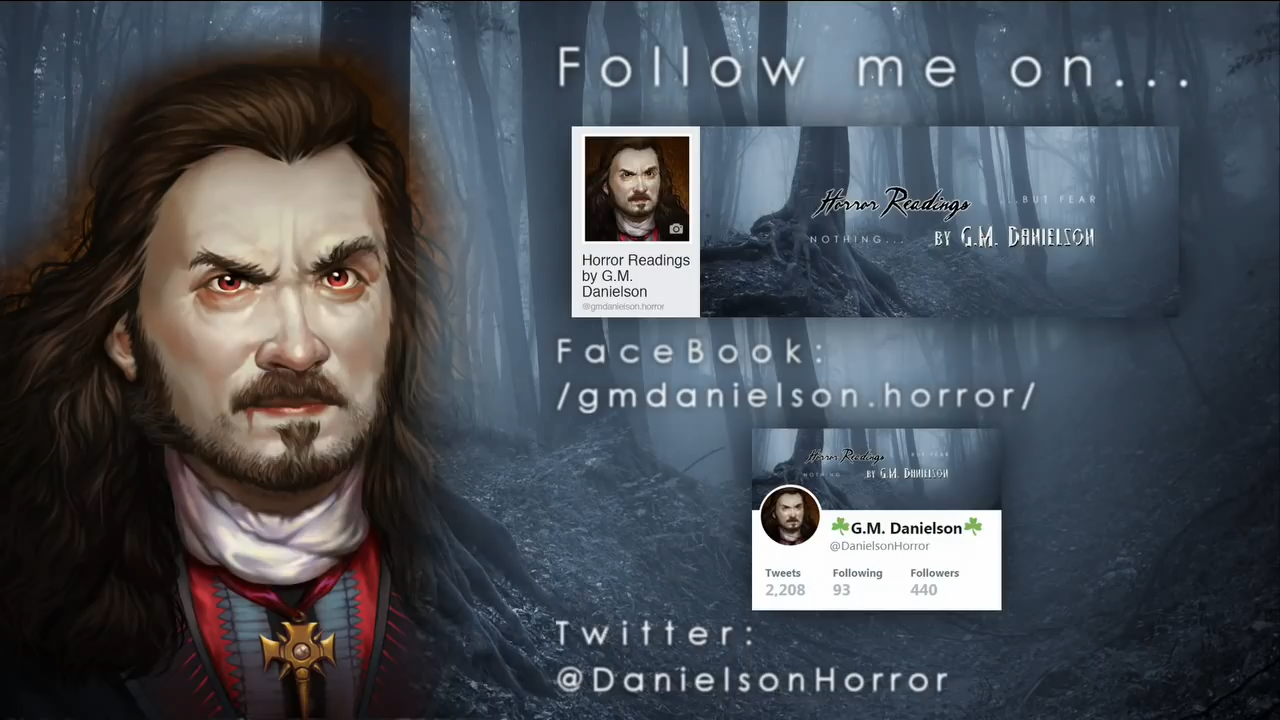 Follow me on...
Horror Readings
...BUT FEAR
NOTHING...
BY G.M. DANIELSON
Horror Readings
by G.M.
Danielson
@gmdanielson.horror
FaceBook:
/gmdanielson.horror/
Horror Readings
BUT FEAR
NOTHING
BY G.M. DANIELSON
☘G.M. Danielson☘
@DanielsonHorror
Tweets Following Followers
2,208 93 440
Twitter:
@DanielsonHorror